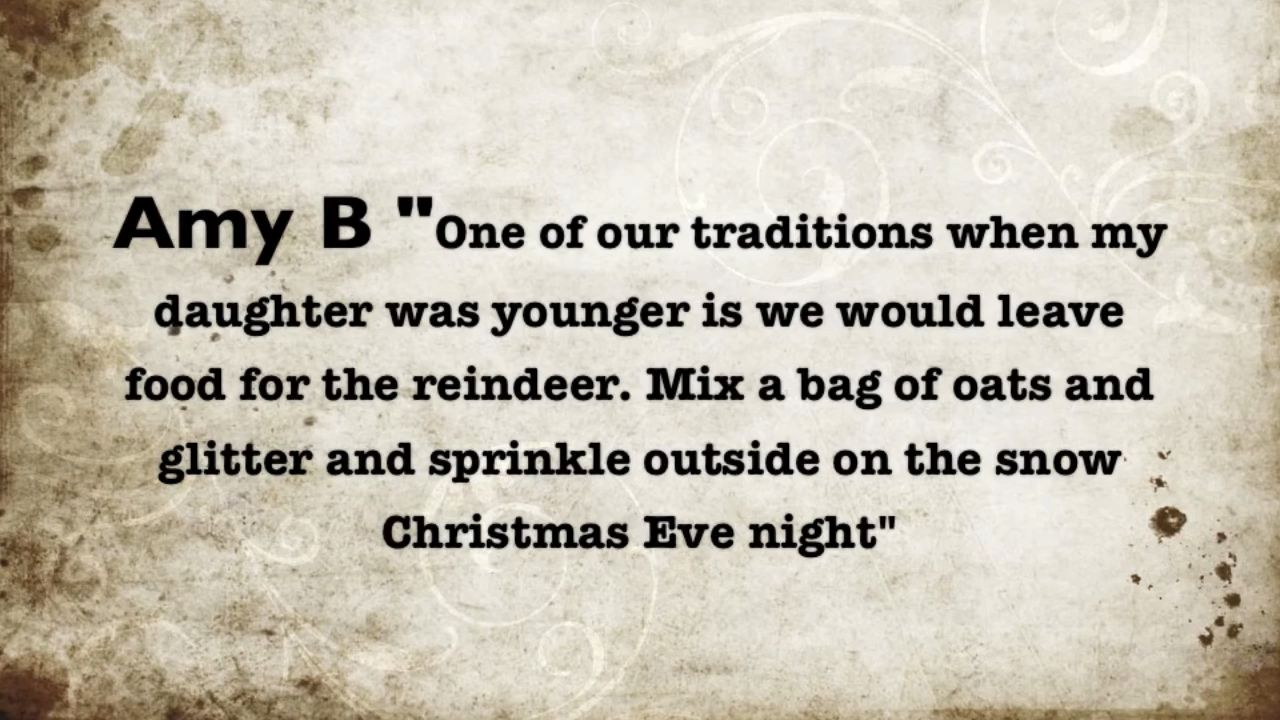 Amy B "One of our traditions when my
daughter was younger is we would leave
food for the reindeer. Mix a bag of oats and
glitter and sprinkle outside on the snow
Christmas Eve night"